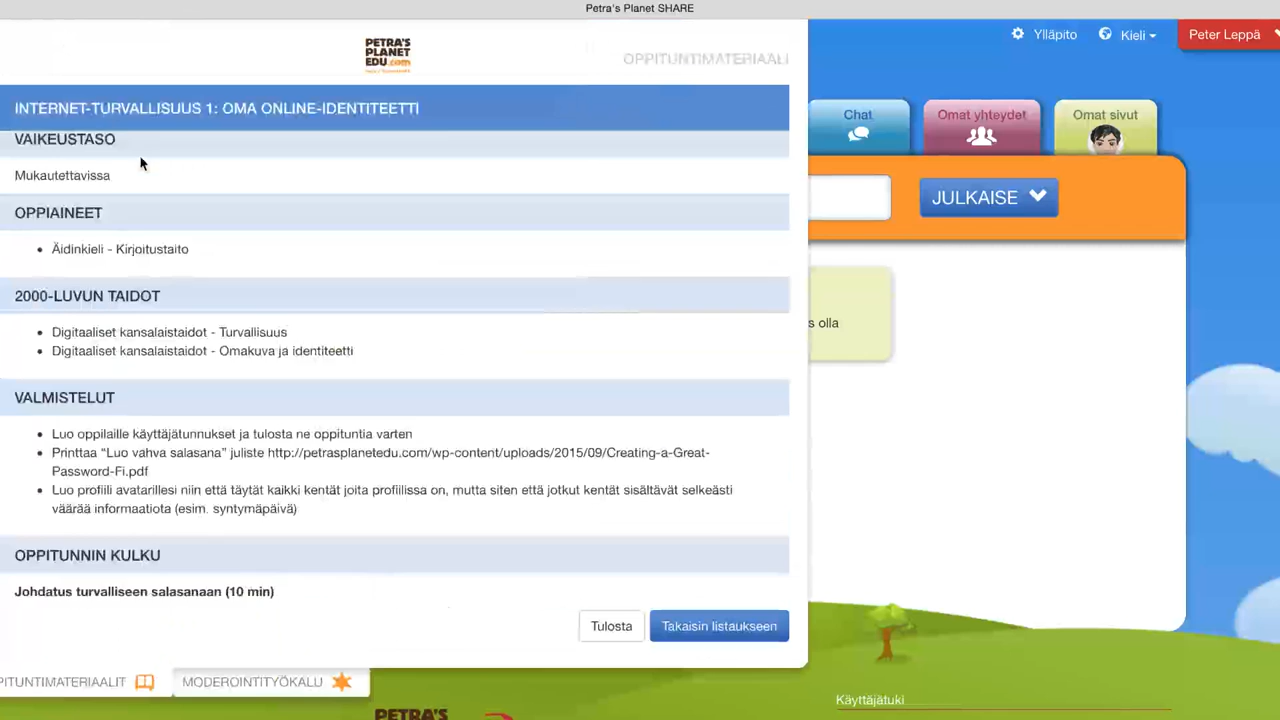 Petra's Planet SHARE
PETRA'S
PLANET
EDU.com
OPPITUNTIMATERIAALI
Ylläpito
Kieli
Peter Leppä
INTERNET-TURVALLISUUS 1: OMA ONLINE-IDENTITEETTI
Chat
Omat yhteydet
Omat sivut
VAIKEUSTASO
Mukautettavissa
JULKAISE
OPPIAINEET
• Äidinkieli - Kirjoitustaito
2000-LUVUN TAIDOT
s olla
• Digitaaliset kansalaistaidot - Turvallisuus
• Digitaaliset kansalaistaidot - Omakuva ja identiteetti
VALMISTELUT
• Luo oppilaille käyttäjätunnukset ja tulosta ne oppituntia varten
• Printtaa “Luo vahva salasana” juliste http://petrasplanetedu.com/wp-content/uploads/2015/09/Creating-a-Great-
Password-Fi.pdf
• Luo profiili avatarillesi niin että täytät kaikki kentät joita profiilissa on, mutta siten että jotkut kentät sisältävät selkeästi
väärää informaatiota (esim. syntymäpäivä)
OPPITUNNIN KULKU
Johdatus turvalliseen salasanaan (10 min)
Tulosta
Takaisin listaukseen
PITUNTIMATERIAALIT
MODEROINTITYÖKALU
Käyttäjätuki
PETRA'S